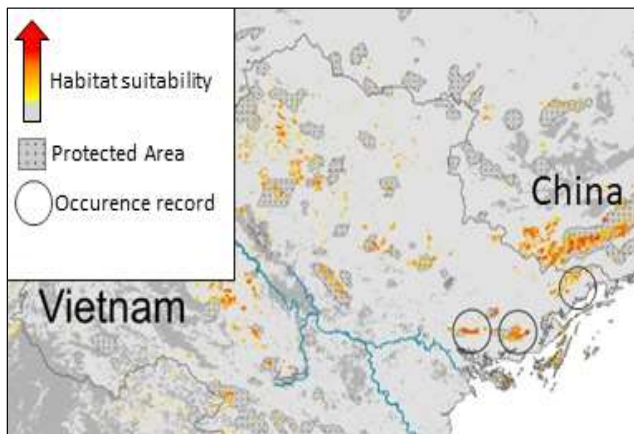 Habitat suitability
Protected Area
Occurence record
China
Vietnam